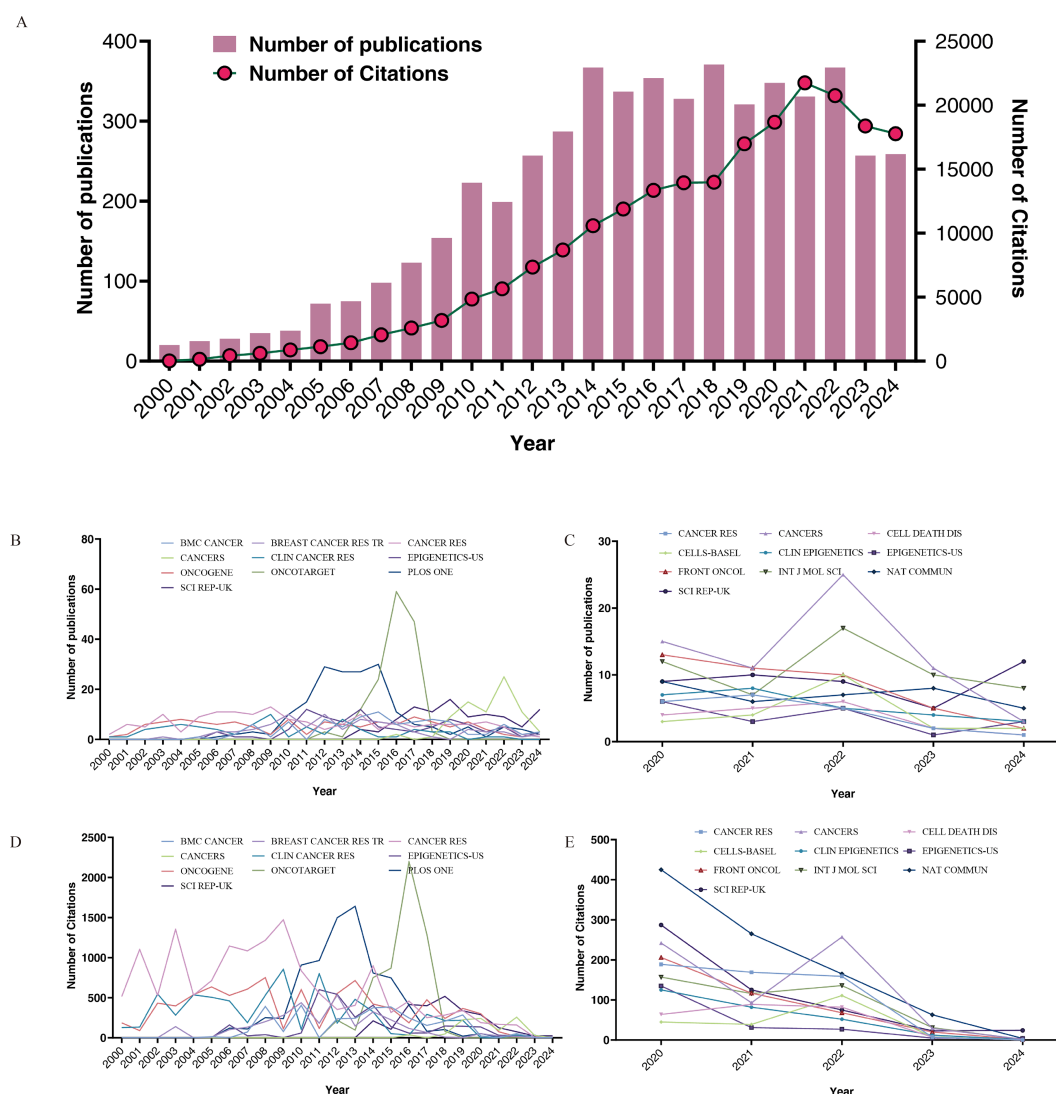 A
Number of publications
Number of Citations
400
300
200
100
0
Number of publications
25000
20000
15000
10000
5000
0
Number of Citations
2000 2001 2002 2003 2004 2005 2006 2007 2008 2009 2010 2011 2012 2013 2014 2015 2016 2017 2018 2019 2020 2021 2022 2023 2024
Year
B
BMC CANCER BREAST CANCER RES TR CANCER RES
CANCERS CLIN CANCER RES EPIGENETICS-US
ONCOGENE ONCOTARGET PLOS ONE
SCI REP-UK
80
60
40
20
0
Number of publications
2000 2001 2002 2003 2004 2005 2006 2007 2008 2009 2010 2011 2012 2013 2014 2015 2016 2017 2018 2019 2020 2021 2022 2023 2024
Year
C
CANCER RES CANCERS CELL DEATH DIS
CELLS-BASEL CLIN EPIGENETICS EPIGENETICS-US
FRONT ONCOL INT J MOL SCI NAT COMMUN
SCI REP-UK
30
20
10
0
Number of publications
2020 2021 2022 2023 2024
Year
D
BMC CANCER BREAST CANCER RES TR CANCER RES
CANCERS CLIN CANCER RES EPIGENETICS-US
ONCOGENE ONCOTARGET PLOS ONE
SCI REP-UK
2500
2000
1500
1000
500
0
Number of Citations
2000 2001 2002 2003 2004 2005 2006 2007 2008 2009 2010 2011 2012 2013 2014 2015 2016 2017 2018 2019 2020 2021 2022 2023 2024
Year
E
CANCER RES CANCERS CELL DEATH DIS
CELLS-BASEL CLIN EPIGENETICS EPIGENETICS-US
FRONT ONCOL INT J MOL SCI NAT COMMUN
SCI REP-UK
500
400
300
200
100
0
Number of Citations
2020 2021 2022 2023 2024
Year